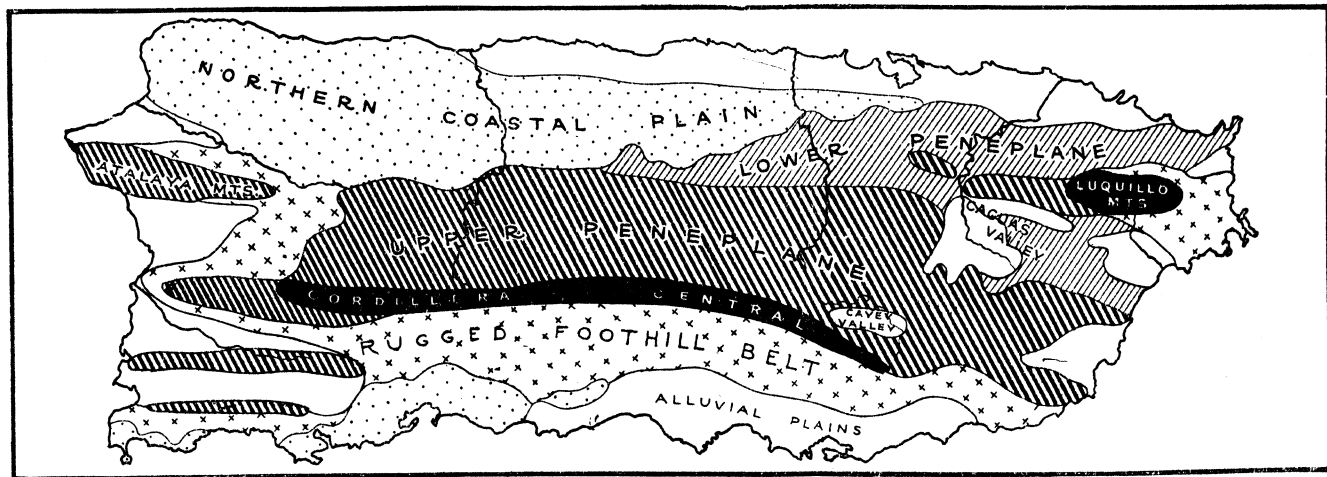 NORTHERN
COASTAL PLAIN
LOWER PENEPLANE
ATALAYA MTS.
LUQUILLO
MTS
CAGUAS
VALLEY
UPPER PENEPLANE
CORDILLERA CENTRAL
CAYEY
VALLEY
RUGGED FOOTHILL BELT
ALLUVIAL PLAINS